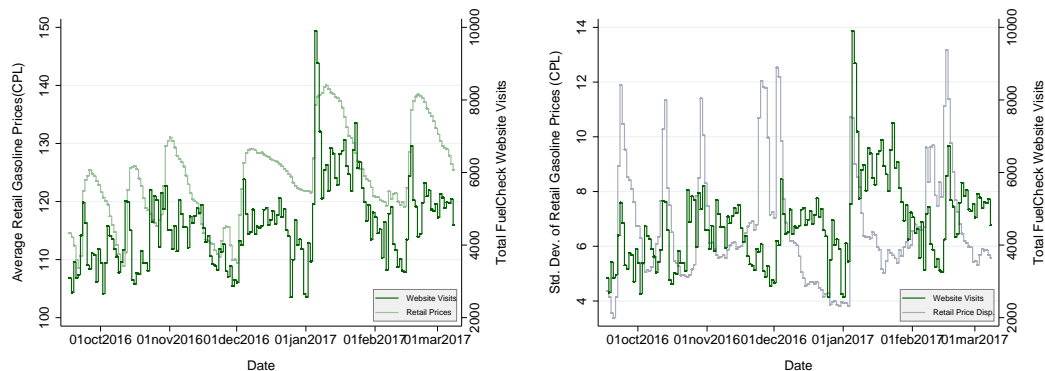 Average Retail Gasoline Prices(CPL)
150
140
130
120
110
100
Total FuelCheck Website Visits
10000
8000
6000
4000
2000
Website Visits
Retail Prices
01oct2016 01nov2016 01dec2016 01jan2017 01feb2017 01mar2017
Date
Std. Dev. of Retail Gasoline Prices (CPL)
14
12
10
8
6
4
Total FuelCheck Website Visits
10000
8000
6000
4000
2000
Website Visits
Retail Price Disp.
01oct2016 01nov2016 01dec2016 01jan2017 01feb2017 01mar2017
Date